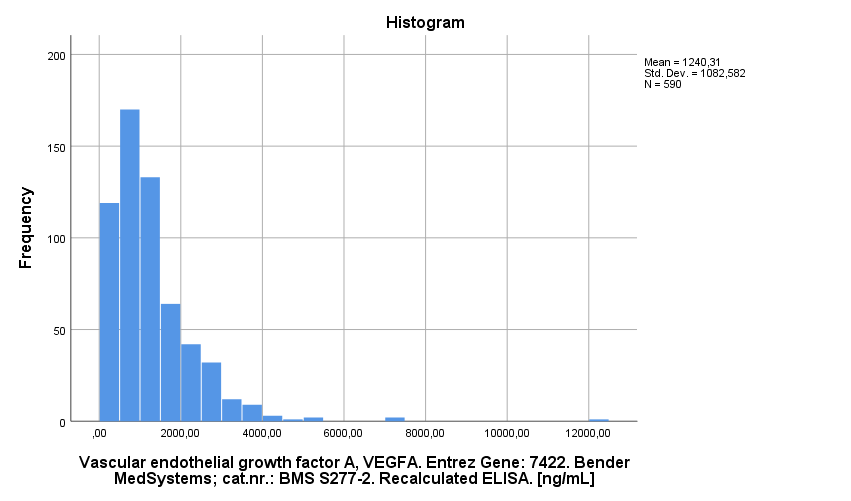 Histogram
200
150
100
50
0
Frequency
,00
2000,00
4000,00
6000,00
8000,00
10000,00
12000,00
Vascular endothelial growth factor A, VEGFA. Entrez Gene: 7422. Bender
MedSystems; cat.nr.: BMS S277-2. Recalculated ELISA. [ng/mL]
Mean = 1240,31
Std. Dev. = 1082,582
N = 590